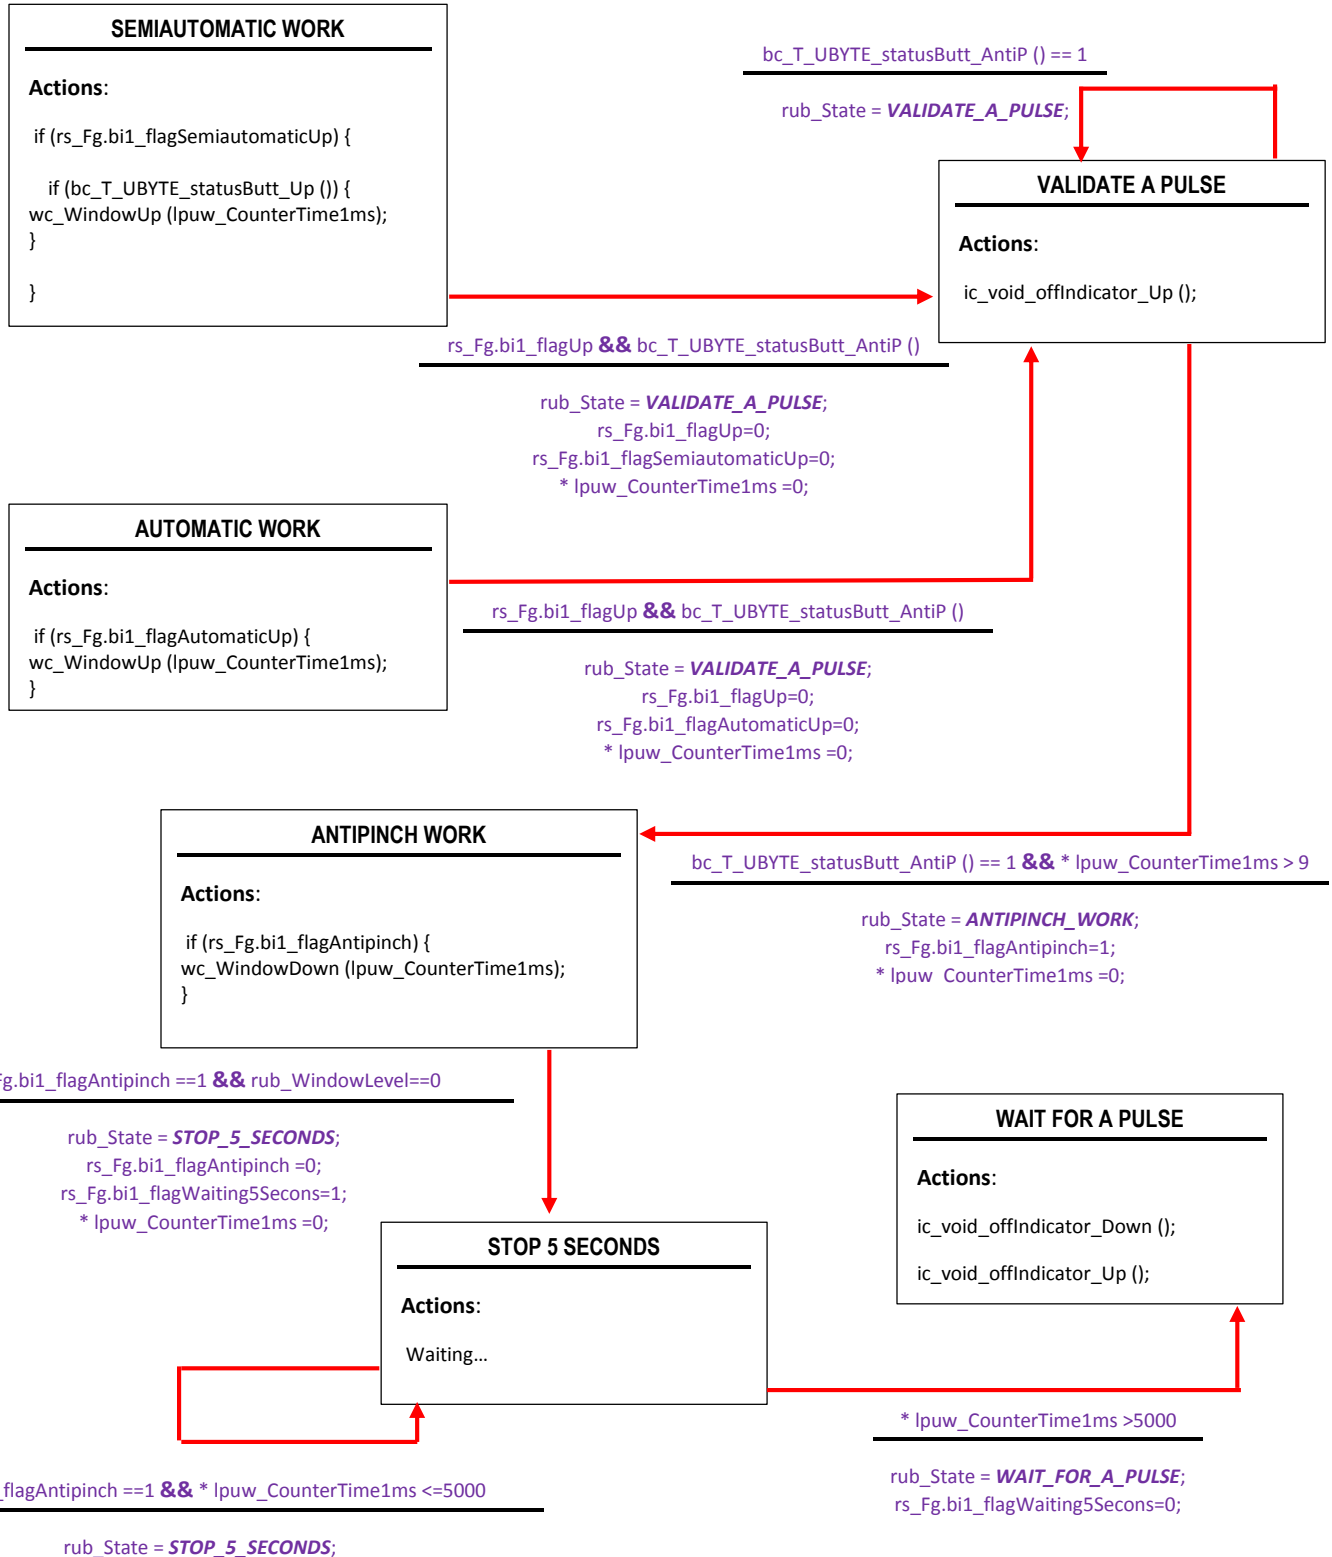 SEMIAUTOMATIC WORK
Actions:
if (rs_Fg.bi1_flagSemiautomaticUp) {
if (bc_T_UBYTE_statusButt_Up ()) {
wc_WindowUp (lpuw_CounterTime1ms);
}
}
bc_T_UBYTE_statusButt_AntiP () == 1
rub_State = VALIDATE_A_PULSE;
VALIDATE A PULSE
Actions:
ic_void_offIndicator_Up ();
rs_Fg.bi1_flagUp && bc_T_UBYTE_statusButt_AntiP ()
rub_State = VALIDATE_A_PULSE;
rs_Fg.bi1_flagUp=0;
rs_Fg.bi1_flagSemiautomaticUp=0;
* lpuw_CounterTime1ms =0;
AUTOMATIC WORK
Actions:
if (rs_Fg.bi1_flagAutomaticUp) {
wc_WindowUp (lpuw_CounterTime1ms);
}
rs_Fg.bi1_flagUp && bc_T_UBYTE_statusButt_AntiP ()
rub_State = VALIDATE_A_PULSE;
rs_Fg.bi1_flagUp=0;
rs_Fg.bi1_flagAutomaticUp=0;
* lpuw_CounterTime1ms =0;
ANTIPINCH WORK
Actions:
if (rs_Fg.bi1_flagAntipinch) {
wc_WindowDown (lpuw_CounterTime1ms);
}
bc_T_UBYTE_statusButt_AntiP () == 1 && * lpuw_CounterTime1ms > 9
rub_State = ANTIPINCH_WORK;
rs_Fg.bi1_flagAntipinch=1;
* lpuw_CounterTime1ms =0;
Fg.bi1_flagAntipinch ==1 && rub_WindowLevel==0
rub_State = STOP_5_SECONDS;
rs_Fg.bi1_flagAntipinch =0;
rs_Fg.bi1_flagWaiting5Secons=1;
* lpuw_CounterTime1ms =0;
WAIT FOR A PULSE
Actions:
ic_void_offIndicator_Down ();
ic_void_offIndicator_Up ();
STOP 5 SECONDS
Actions:
Waiting...
* lpuw_CounterTime1ms >5000
rub_State = WAIT_FOR_A_PULSE;
rs_Fg.bi1_flagWaiting5Secons=0;
_flagAntipinch ==1 && * lpuw_CounterTime1ms <=5000
rub_State = STOP_5_SECONDS;